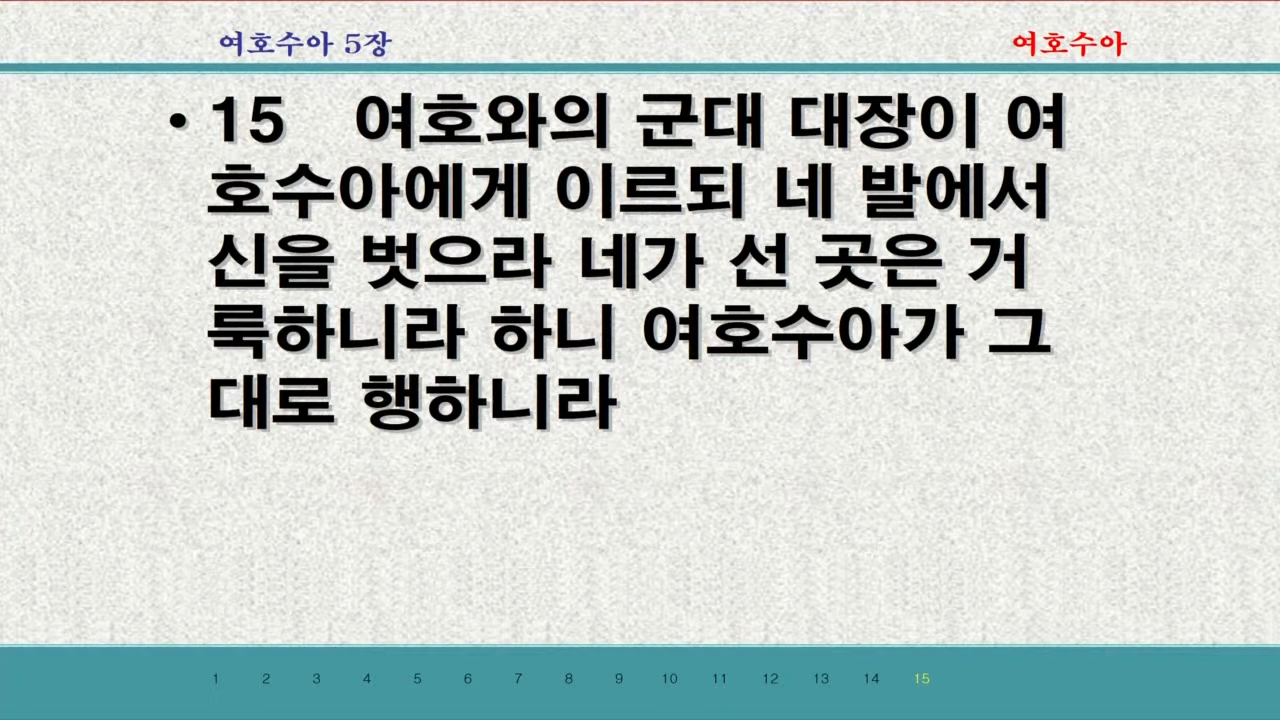 여호수아 5장 여호수아
• 15 여호와의 군대 대장이 여
호수아에게 이르되 네 발에서
신을 벗으라 네가 선 곳은 거
룩하니라 하니 여호수아가 그
대로 행하니라
1 2 3 4 5 6 7 8 9 10 11 12 13 14 15